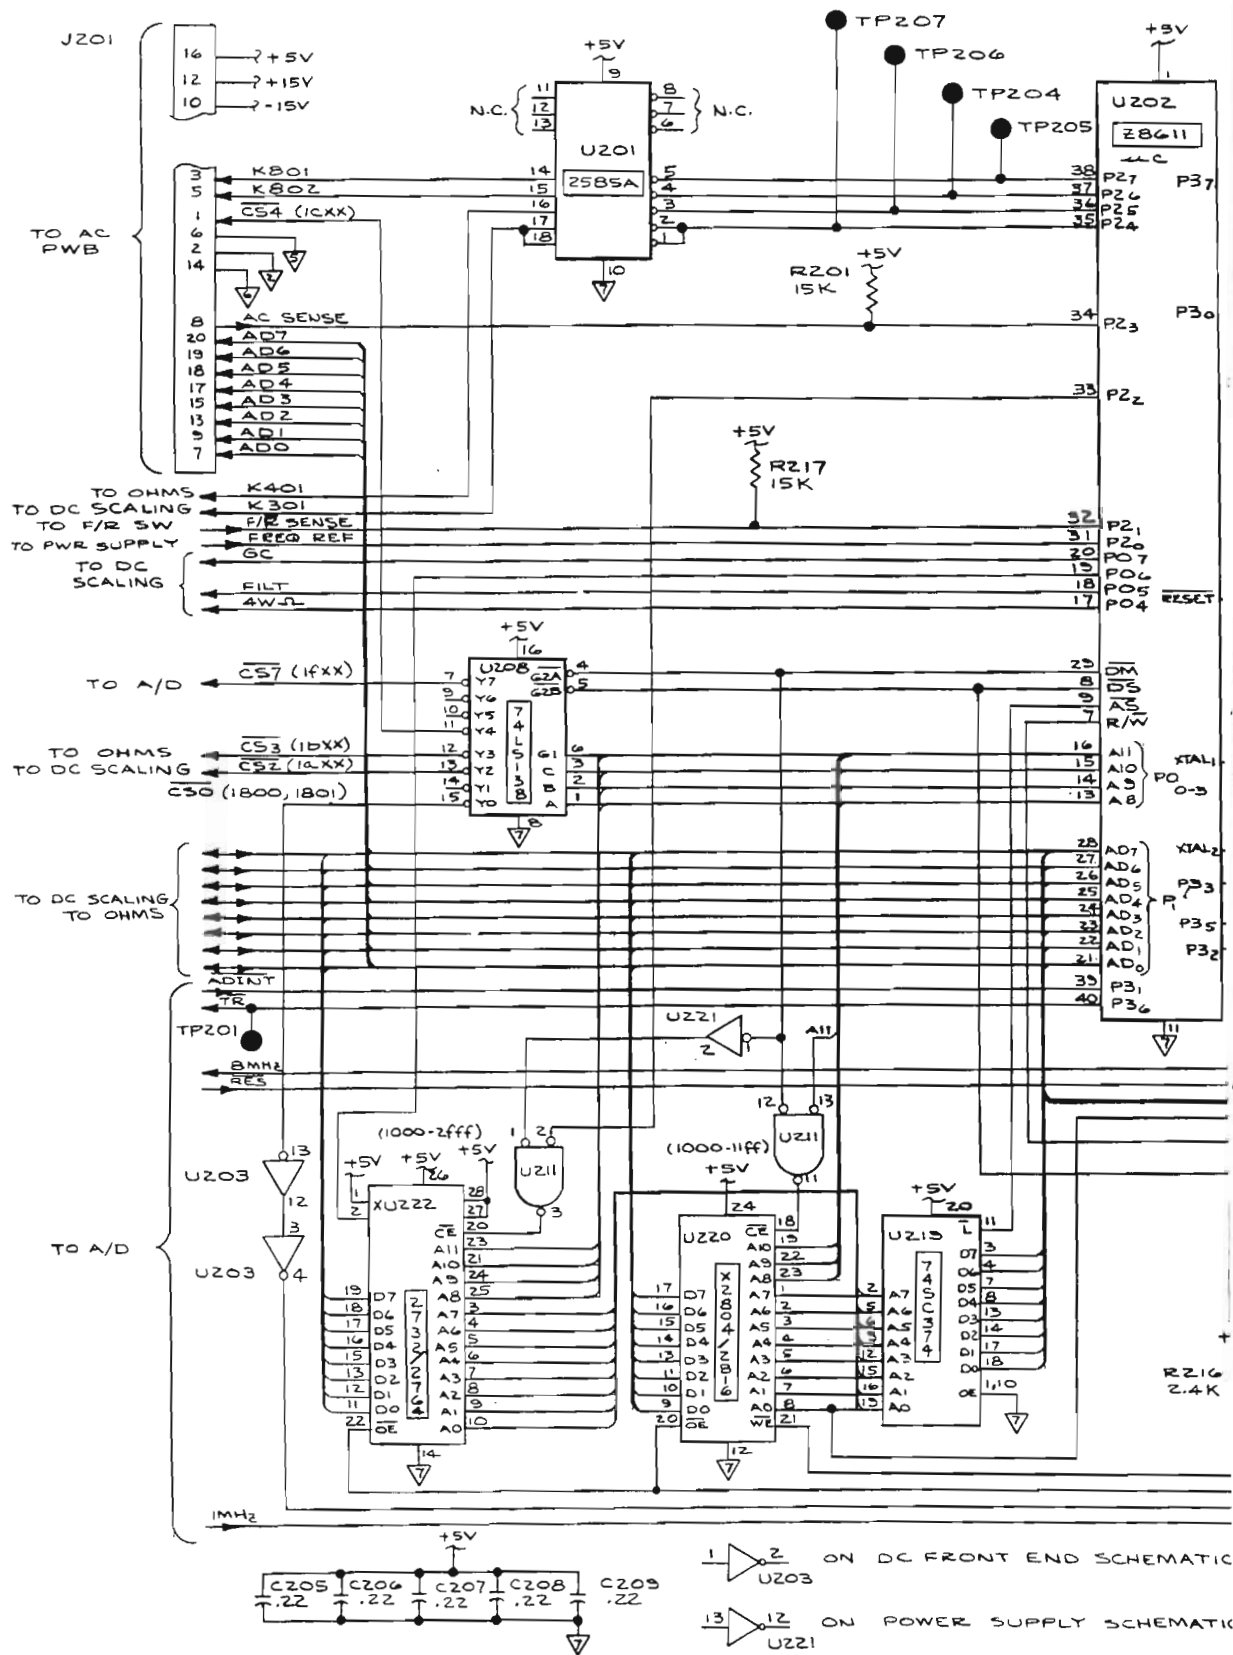 J201
16 +5V
12 +15V
10 -15V
TO AC PWB
3 K801
5 K802
1 CS4 (1CXX)
6 5
2 2
14 6
8 AC SENSE
20 AD7
19 AD6
18 AD5
17 AD4
15 AD3
13 AD2
9 AD1
7 AD0
TO OHMS K401
TO DC SCALING K301
TO F/R SW F/R SENSE
TO PWR SUPPLY FREQ REF
TO DC SCALING
GC
FILT
4WΩ
+5V
9
N.C.
11
12
13
8
7
6
N.C.
U201
2585A
14
15
16
17
18
5
4
3
2
1
10
7
TP207
TP206
TP204
TP205
+5V
R201
15K
+5V
R217
15K
+5V
1
U202
Z8611
µC
38 P27
37 P26
36 P25
35 P24
34 P23
33 P22
32 P21
31 P20
20 P07
19 P06
18 P05
17 P04
P37
P30
RESET
29 DM
8 DS
9 AS
7 R/W
16 A11
15 A10
14 A9
13 A8
P0 0-3
XTAL1
28 AD7
27 AD6
26 AD5
25 AD4
24 AD3
23 AD2
22 AD1
21 AD0
P1
XTAL2
P33
P35
P32
39 P31
40 P36
11
7
+5V
16
U208
74LS138
TO A/D CS7 (1fXX) 7 Y7
9 Y6
10 Y5
11 Y4
TO OHMS CS3 (1bXX) 12 Y3
TO DC SCALING CS2 (1aXX) 13 Y2
14 Y1
CS0 (1800, 1801) 15 Y0
G2A 4
G2B 5
G1 6
C 3
B 2
A 1
8
7
TO DC SCALING
TO OHMS
ADINT
TR
TP201
8MHz
RES
TO A/D
U221
2 1
A11
12 13
U211
11
(1000-11ff)
1 2
U211
3
(1000-2fff)
U203
13
12
3
U203
4
+5V
+5V
26
+5V
1
2
XU222
2732/2764
28
27
20 CE
23 A11
21 A10
24 A9
25 A8
3 A7
4 A6
5 A5
6 A4
7 A3
8 A2
9 A1
10 A0
19 D7
18 D6
17 D5
16 D4
15 D3
13 D2
12 D1
11 D0
22 OE
14
7
+5V
24
U220
X2804/2816
CE 18
A10 19
A9 22
A8 23
A7 1
A6 2
A5 3
A4 4
A3 5
A2 6
A1 7
A0 8
WE 21
17 D7
16 D6
15 D5
14 D4
13 D3
11 D2
10 D1
9 D0
20 OE
12
7
+5V
20
U219
74SC374
L 11
D7 3
D6 4
D5 7
D4 8
D3 13
D2 14
D1 17
D0 18
OE 1,10
7
2 A7
5 A6
6 A5
9 A4
12 A3
15 A2
16 A1
19 A0
+
R216
2.4K
1MHz
+5V
C205
.22
C206
.22
C207
.22
C208
.22
C209
.22
7
1 2 U203 ON DC FRONT END SCHEMATIC
13 12 U221 ON POWER SUPPLY SCHEMATIC